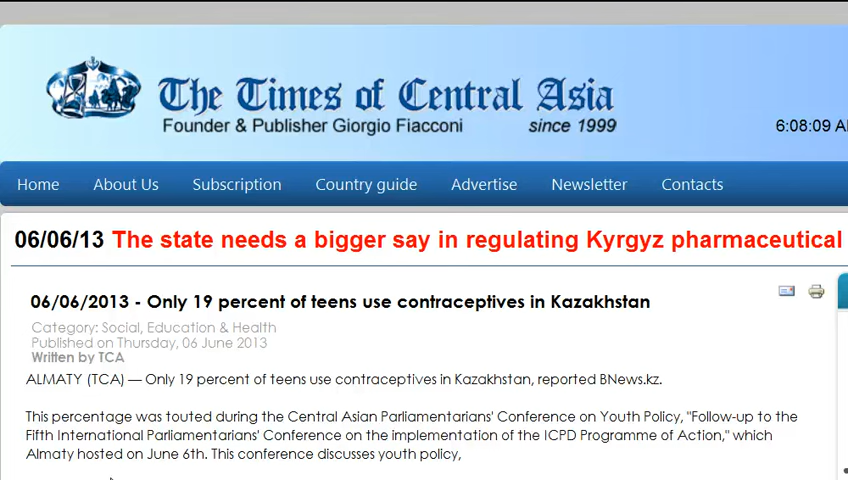 The Times of Central Asia
Founder & Publisher Giorgio Fiacconi since 1999
6:08:09 A
Home About Us Subscription Country guide Advertise Newsletter Contacts
06/06/13 The state needs a bigger say in regulating Kyrgyz pharmaceutical
06/06/2013 - Only 19 percent of teens use contraceptives in Kazakhstan
Category: Social, Education & Health
Published on Thursday, 06 June 2013
Written by TCA
ALMATY (TCA) — Only 19 percent of teens use contraceptives in Kazakhstan, reported BNews.kz.
This percentage was touted during the Central Asian Parliamentarians' Conference on Youth Policy, "Follow-up to the
Fifth International Parliamentarians' Conference on the implementation of the ICPD Programme of Action," which
Almaty hosted on June 6th. This conference discusses youth policy,